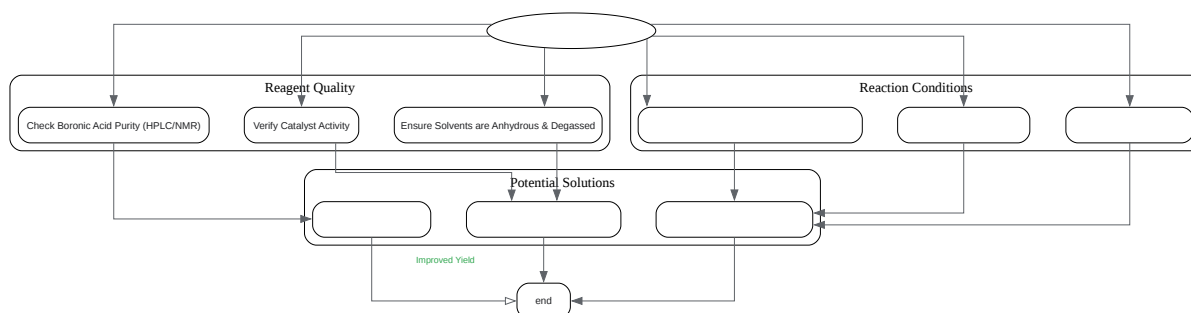 Reagent Quality
Reaction Conditions
Check Boronic Acid Purity (HPLC/NMR)
Verify Catalyst Activity
Ensure Solvents are Anhydrous & Degassed
Potential Solutions
Improved Yield
end